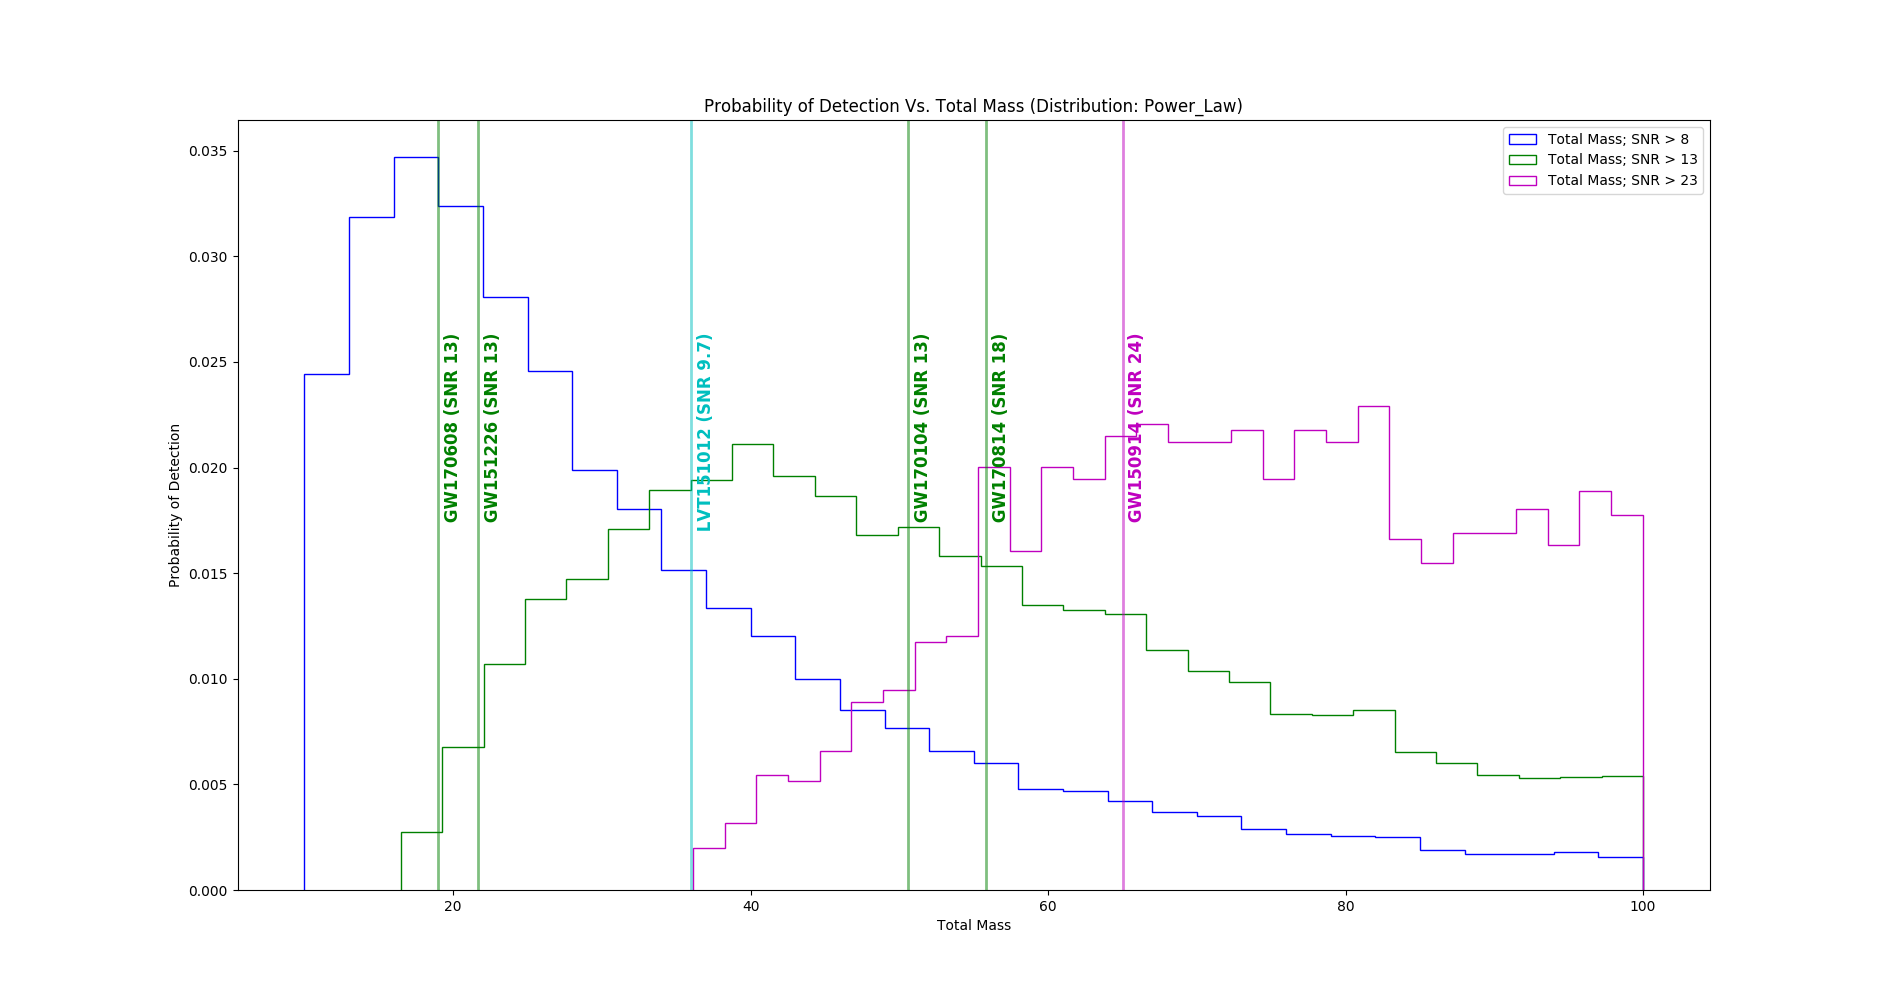 Probability of Detection Vs. Total Mass (Distribution: Power_Law)
Total Mass; SNR > 8
Total Mass; SNR > 13
Total Mass; SNR > 23
Probability of Detection
0.035
0.030
0.025
0.020
0.015
0.010
0.005
0.000
GW170608 (SNR 13)
GW151226 (SNR 13)
LVT151012 (SNR 9.7)
GW170104 (SNR 13)
GW170814 (SNR 18)
GW150914 (SNR 24)
20
40
60
80
100
Total Mass